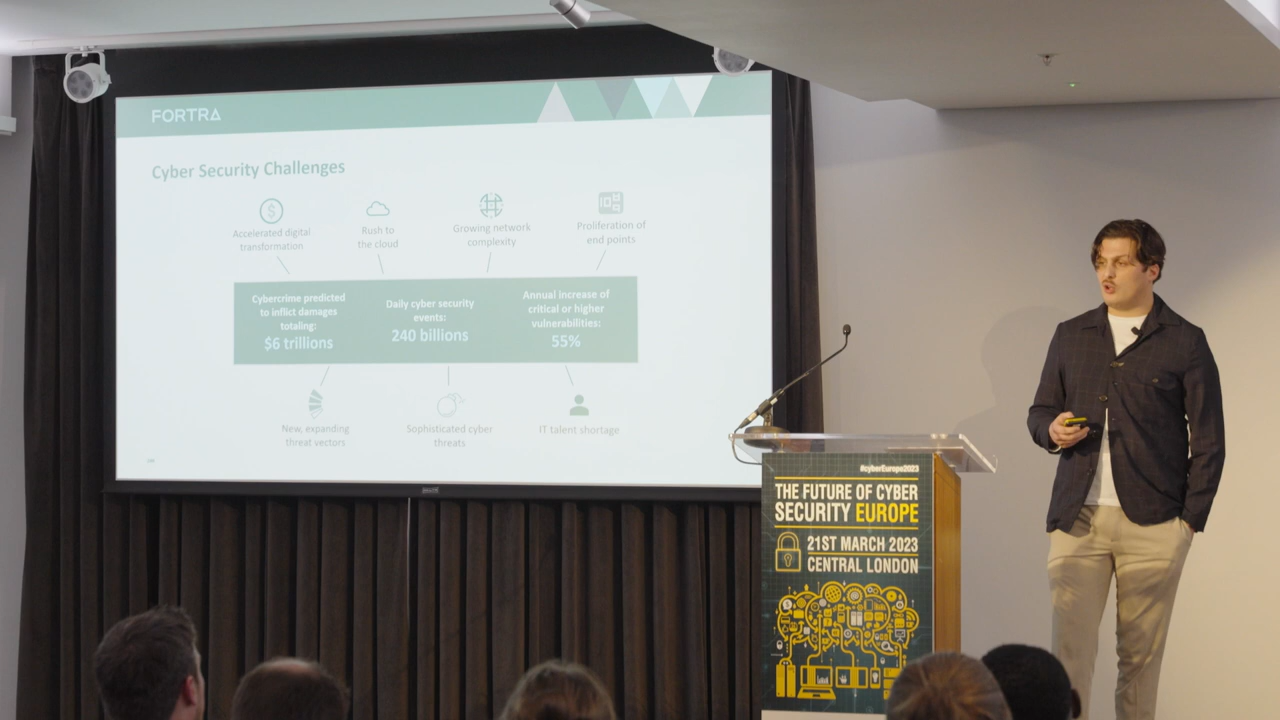 FORTRA
Cyber Security Challenges
Accelerated digital
transformation
Rush to
the cloud
Growing network
complexity
Proliferation of
end points
Cybercrime predicted
to inflict damages
totaling:
$6 trillions
Daily cyber security
events:
240 billions
Annual increase of
critical or higher
vulnerabilities:
55%
New, expanding
threat vectors
Sophisticated cyber
threats
IT talent shortage
#cyberEurope2023
THE FUTURE OF CYBER
SECURITY EUROPE
21ST MARCH 2023
CENTRAL LONDON